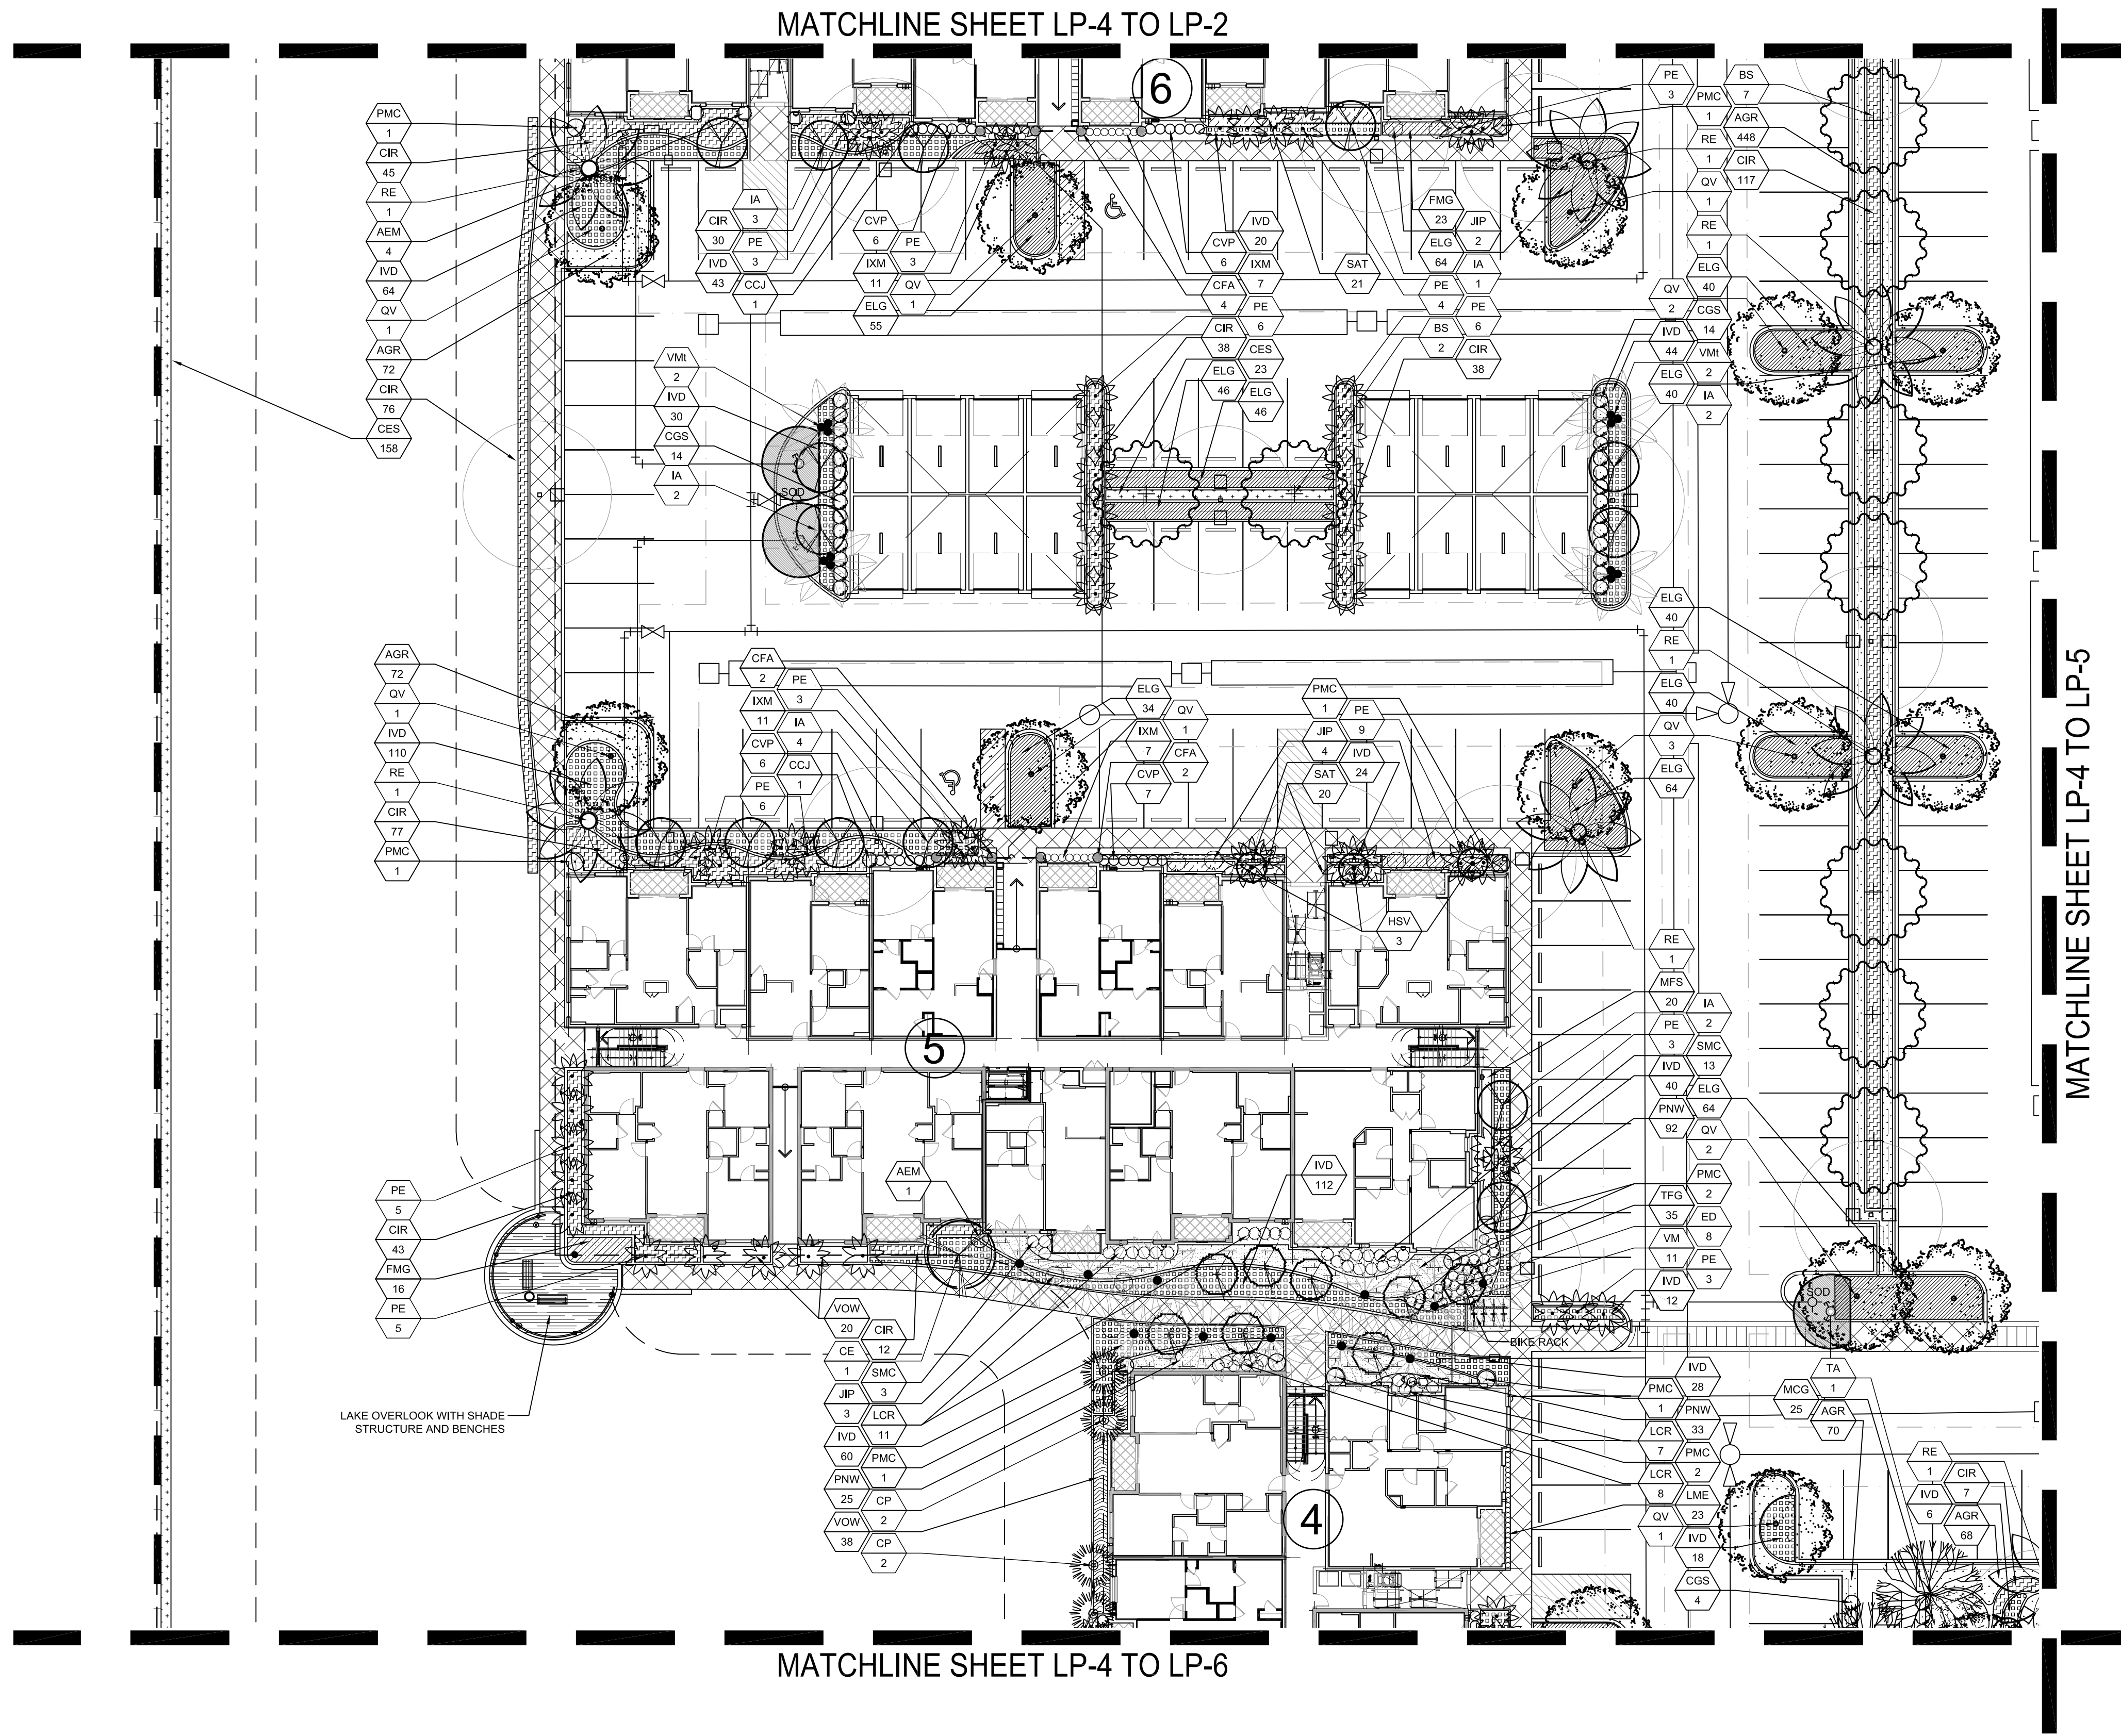 MATCHLINE SHEET LP-4 TO LP-2
6
PMC
1
CIR
45
RE
1
AEM
4
IVD
64
QV
1
AGR
72
CIR
76
CES
158
IA
3
CIR
30
PE
3
IVD
43
CCJ
1
CVP
6
PE
3
IXM
11
QV
1
ELG
55
IVD
20
CVP
6
IXM
7
CFA
4
PE
6
CIR
38
CES
23
ELG
46
ELG
46
SAT
21
FMG
23
JIP
2
ELG
64
IA
1
PE
4
PE
6
BS
2
CIR
38
PE
3
BS
7
PMC
1
AGR
448
RE
1
CIR
117
QV
1
RE
1
ELG
40
QV
2
CGS
14
IVD
44
VMt
2
ELG
40
IA
2
VMt
2
IVD
30
CGS
14
IA
2
SOD
ELG
40
RE
1
ELG
40
QV
3
ELG
64
MATCHLINE SHEET LP-4 TO LP-5
AGR
72
QV
1
IVD
110
RE
1
CIR
77
PMC
1
CFA
2
PE
3
IXM
11
IA
4
CVP
6
CCJ
1
PE
6
ELG
34
QV
1
IXM
7
CFA
2
CVP
7
PMC
1
PE
9
JIP
4
IVD
24
SAT
20
HSV
3
RE
1
MFS
20
IA
2
PE
3
SMC
13
IVD
40
ELG
64
PNW
92
QV
2
PMC
2
TFG
35
ED
8
VM
11
PE
3
IVD
12
5
AEM
1
IVD
112
PE
5
CIR
43
FMG
16
PE
5
SOD
BIKE RACK
VOW
20
CIR
12
CE
1
SMC
3
JIP
3
LCR
11
IVD
60
PMC
1
PNW
25
CP
2
VOW
38
CP
2
LAKE OVERLOOK WITH SHADE
STRUCTURE AND BENCHES
4
IVD
28
PMC
1
PNW
33
LCR
7
PMC
2
LCR
8
LME
23
QV
1
IVD
18
CGS
4
TA
1
MCG
25
AGR
70
RE
1
CIR
7
IVD
6
AGR
68
MATCHLINE SHEET LP-4 TO LP-6